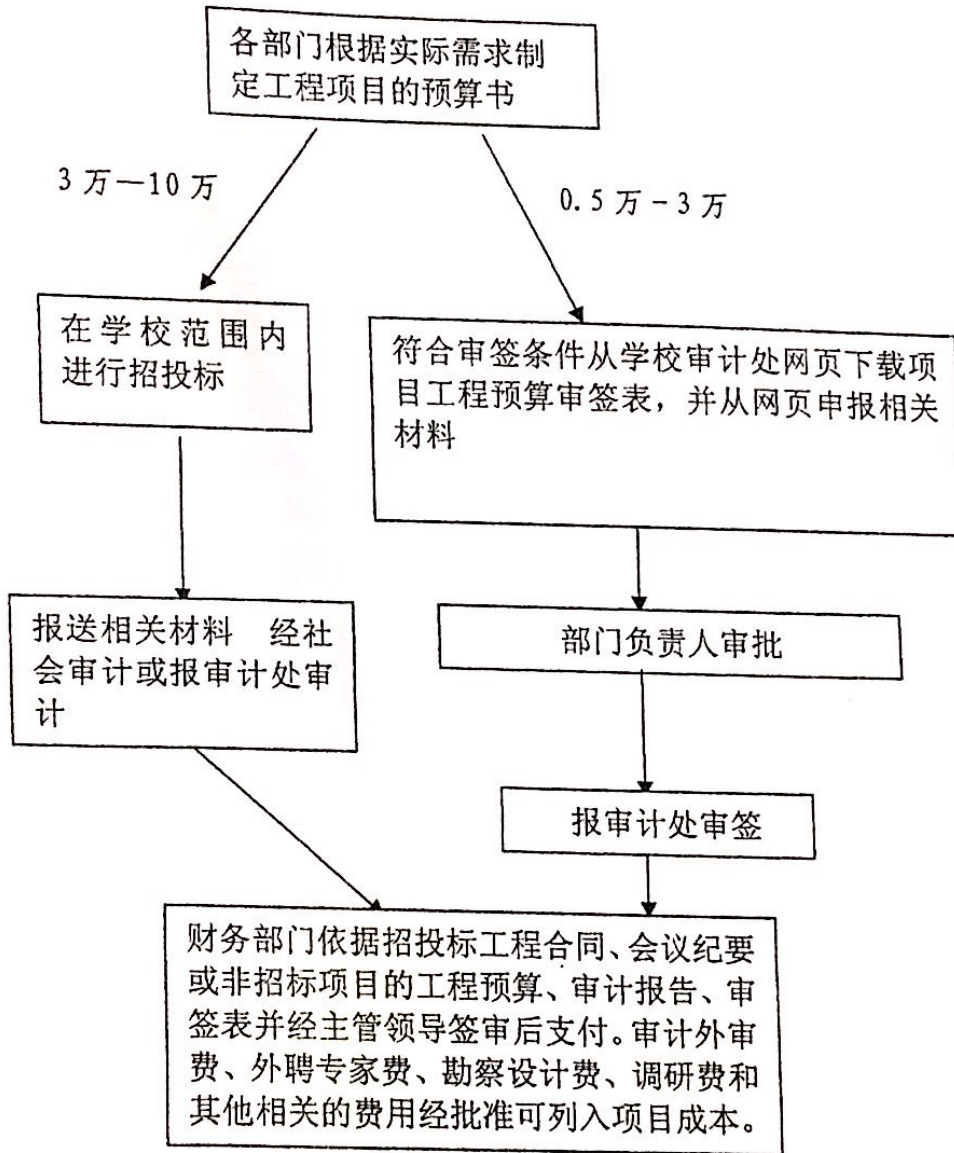 各部门根据实际需求制
定工程项目的预算书
3 万—10 万
0.5 万-3 万
在学校范围内
进行招投标
符合审签条件从学校审计处网页下载项
目工程预算审签表，并从网页申报相关
材料
报送相关材料　经社
会审计或报审计处审
计
部门负责人审批
报审计处审签
财务部门依据招投标工程合同、会议纪要
或非招标项目的工程预算、审计报告、审
签表并经主管领导签审后支付。审计外审
费、外聘专家费、勘察设计费、调研费和
其他相关的费用经批准可列入项目成本。